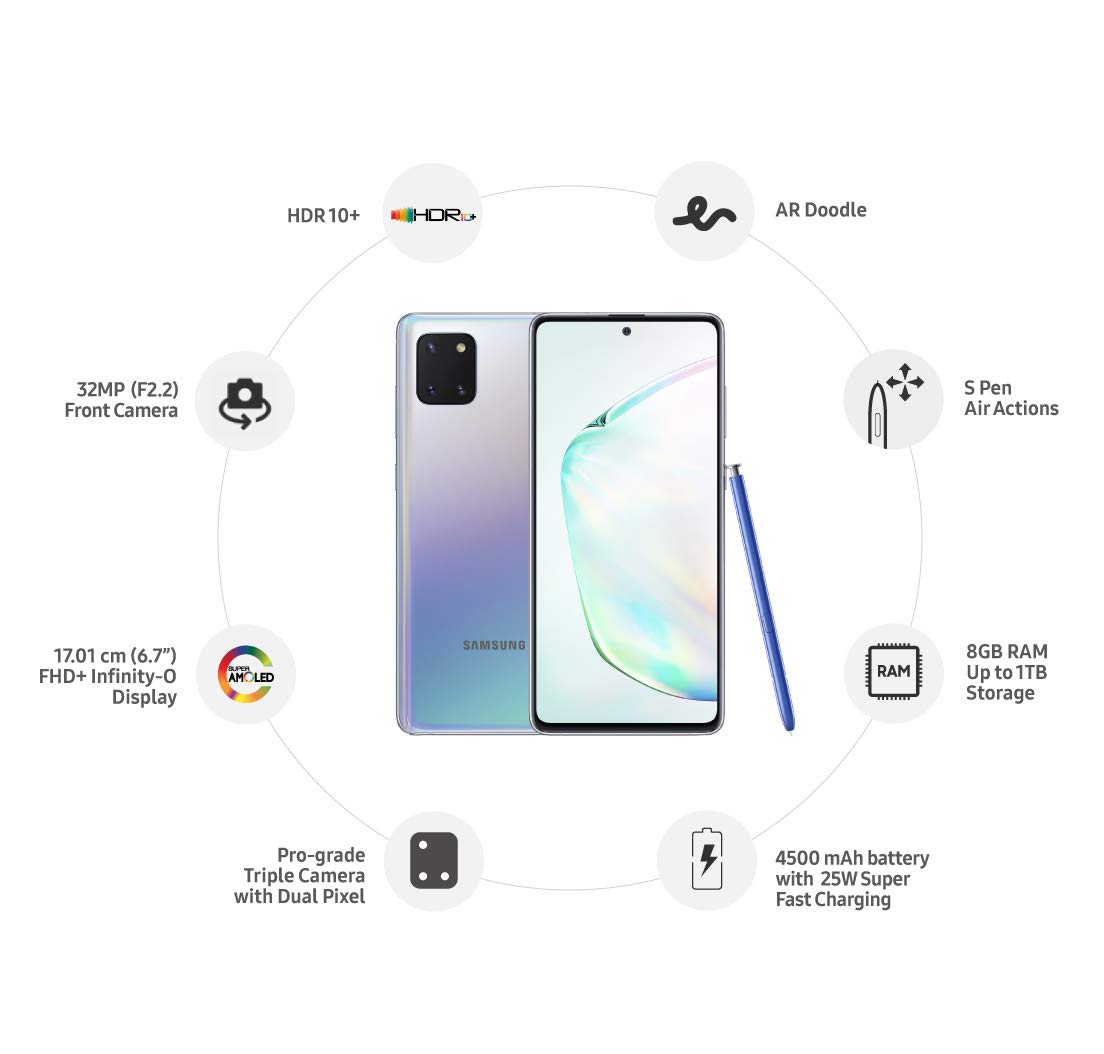 HDR 10+
HDR10+
AR Doodle
32MP (F2.2)
Front Camera
S Pen
Air Actions
SAMSUNG
17.01 cm (6.7”)
FHD+ Infinity-O
Display
SUPER
AMOLED
RAM
8GB RAM
Up to 1TB
Storage
Pro-grade
Triple Camera
with Dual Pixel
4500 mAh battery
with 25W Super
Fast Charging